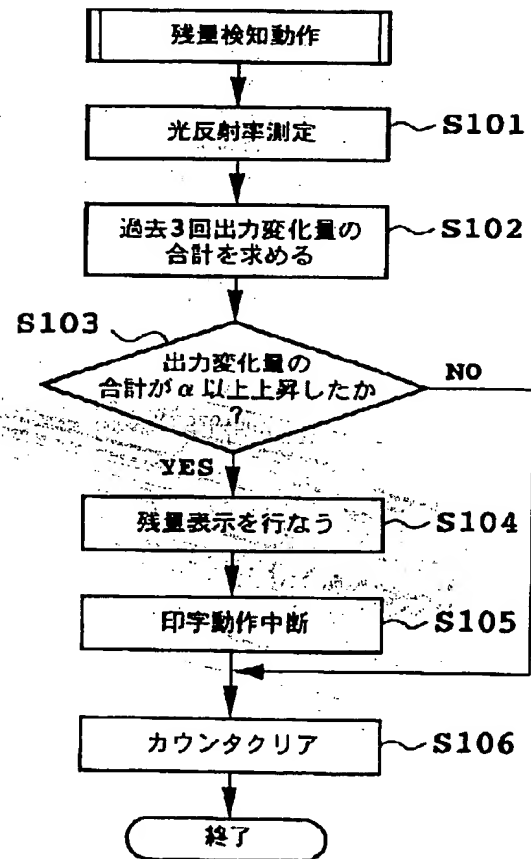 残量検知動作
光反射率測定
S101
過去3回出力変化量の
合計を求める
S102
S103
出力変化量の
合計がα以上上昇したか
?
NO
YES
残量表示を行なう
S104
印字動作中断
S105
カウンタクリア
S106
終了